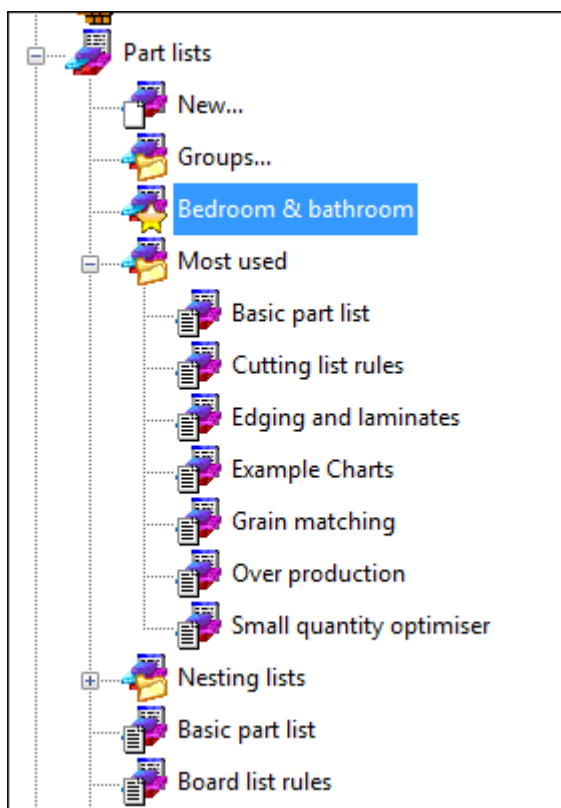 Part lists
New...
Groups...
Bedroom & bathroom
Most used
Basic part list
Cutting list rules
Edging and laminates
Example Charts
Grain matching
Over production
Small quantity optimiser
Nesting lists
Basic part list
Board list rules